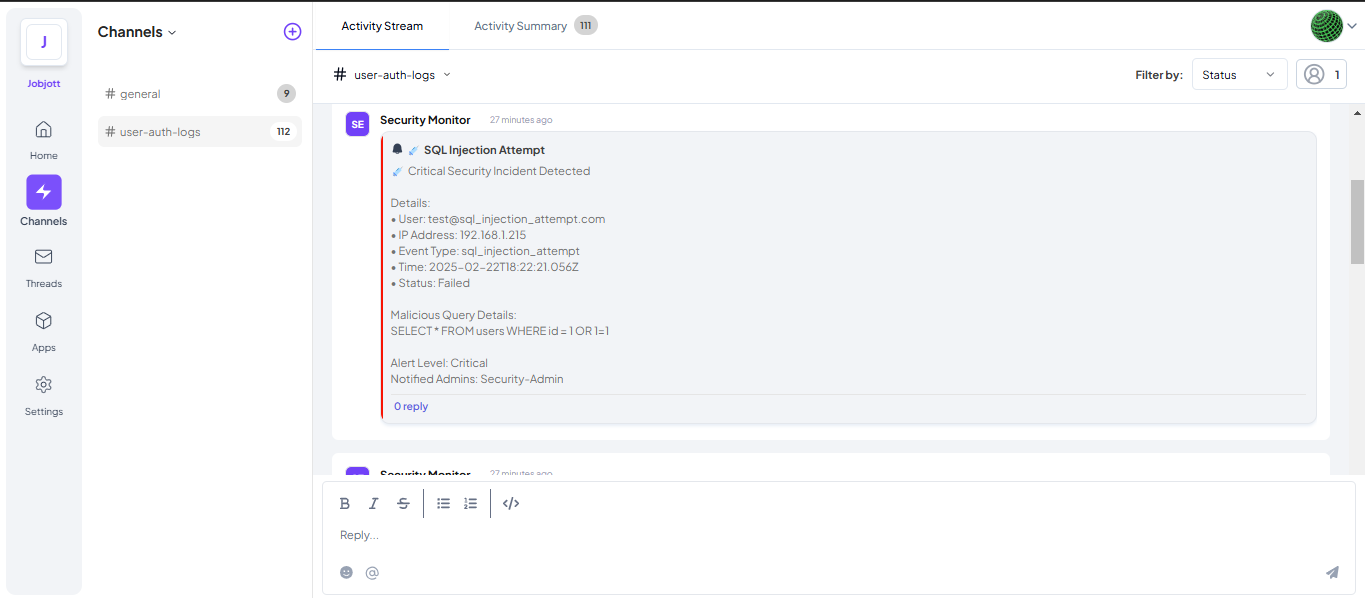 J
Jobjott
Home
Channels
Threads
Apps
Settings
Channels
# general 9
# user-auth-logs 112
Activity Stream
Activity Summary 111
# user-auth-logs
Filter by: Status 1
SE
Security Monitor 27 minutes ago
SQL Injection Attempt
Critical Security Incident Detected
Details:
• User: test@sql_injection_attempt.com
• IP Address: 192.168.1.215
• Event Type: sql_injection_attempt
• Time: 2025-02-22T18:22:21.056Z
• Status: Failed
Malicious Query Details:
SELECT * FROM users WHERE id = 1 OR 1=1
Alert Level: Critical
Notified Admins: Security-Admin
0 reply
Security Monitor 27 minutes ago
B I S </>
Reply...
@